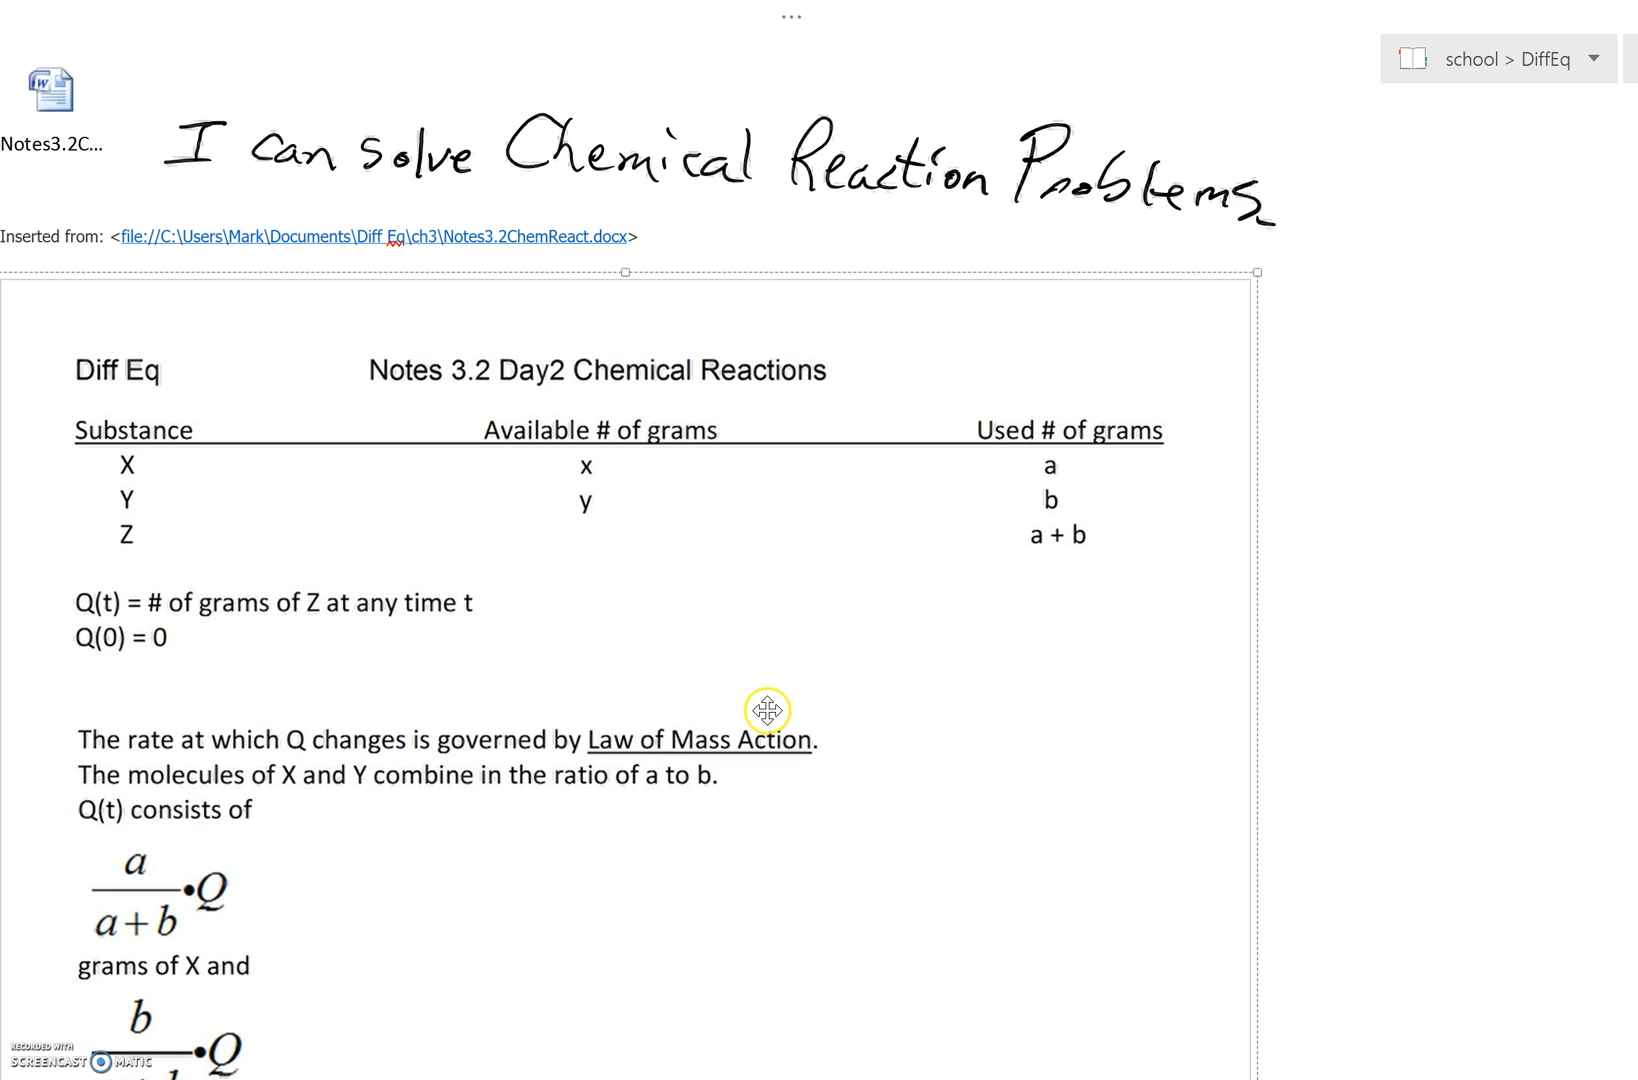 ...
school > DiffEq
Notes3.2C...
I can solve Chemical Reaction Problems
Inserted from: <file://C:\Users\Mark\Documents\Diff Eq\ch3\Notes3.2ChemReact.docx>
Diff Eq Notes 3.2 Day2 Chemical Reactions
Substance Available # of grams Used # of grams
X x a
Y y b
Z a + b
Q(t) = # of grams of Z at any time t
Q(0) = 0
The rate at which Q changes is governed by Law of Mass Action.
The molecules of X and Y combine in the ratio of a to b.
Q(t) consists of
a
•Q
a + b
grams of X and
b
•Q
RECORDED WITH
SCREENCAST MATIC